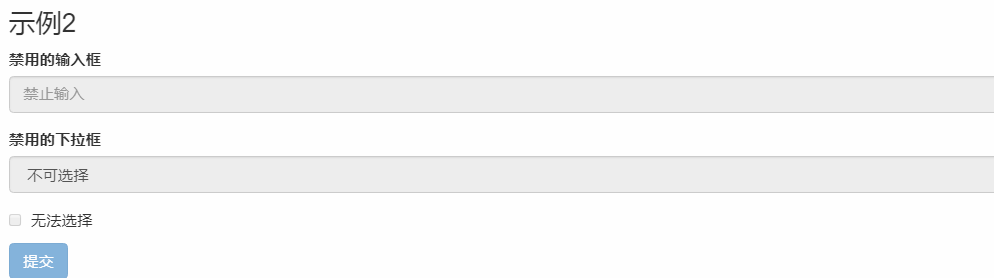 示例2
禁用的输入框
禁止输入
禁用的下拉框
不可选择
无法选择
提交